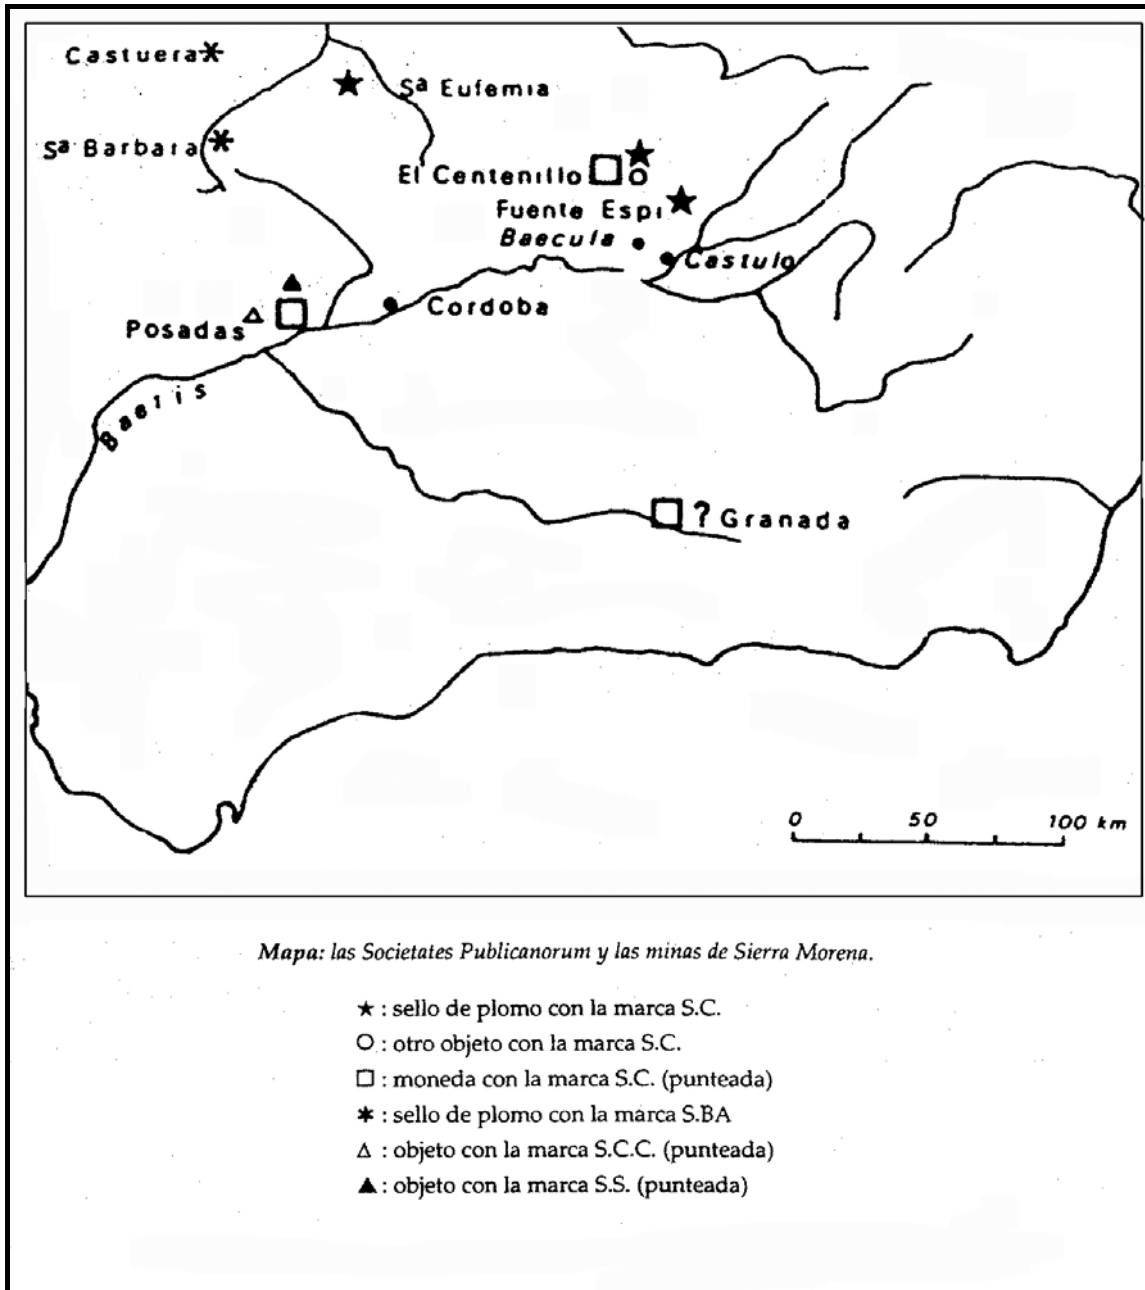 Castuera
Sª Eufemia
Sª Barbara
El Centenillo
Fuente Espi
Baecula
Castulo
Cordoba
Posadas
Baetis
? Granada
0 50 100 km
Mapa: las Societates Publicanorum y las minas de Sierra Morena.
★ : sello de plomo con la marca S.C.
O : otro objeto con la marca S.C.
□ : moneda con la marca S.C. (punteada)
* : sello de plomo con la marca S.BA
△ : objeto con la marca S.C.C. (punteada)
▲ : objeto con la marca S.S. (punteada)